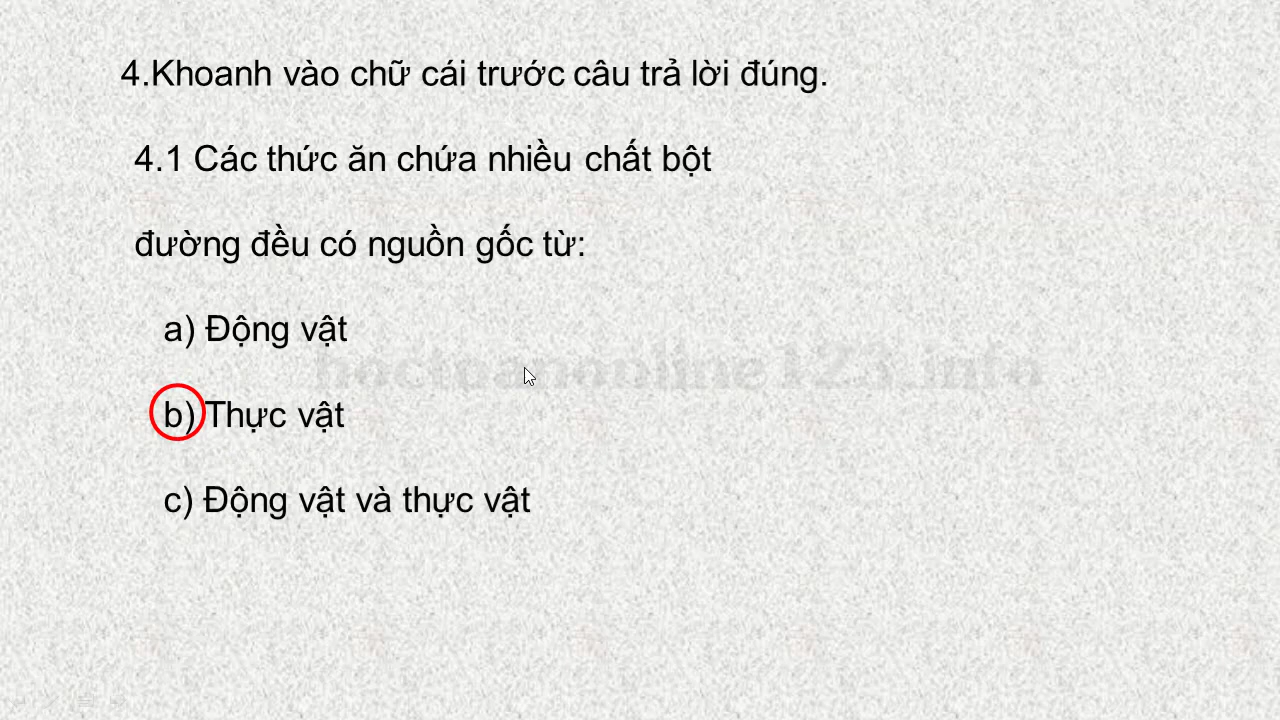 4.Khoanh vào chữ cái trước câu trả lời đúng.
4.1 Các thức ăn chứa nhiều chất bột
đường đều có nguồn gốc từ:
a) Động vật
b) Thực vật
c) Động vật và thực vật